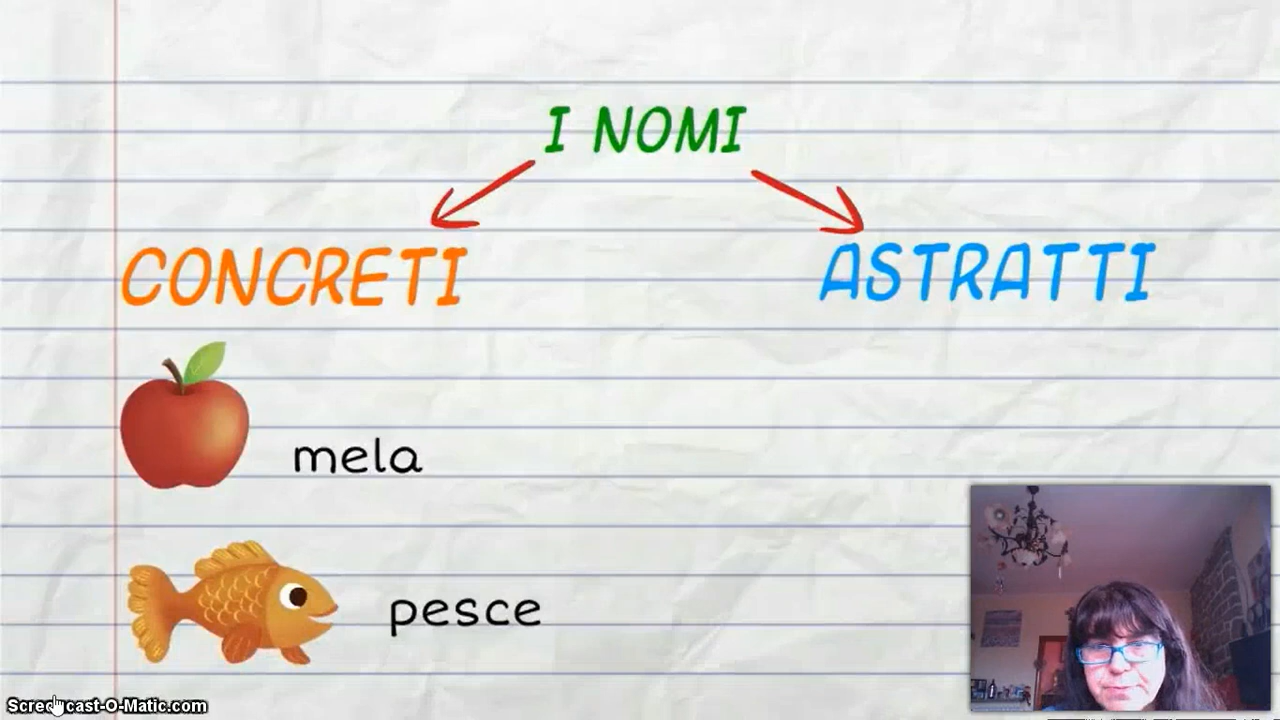 I NOMI
CONCRETI
ASTRATTI
mela
pesce
Screencast-O-Matic.com